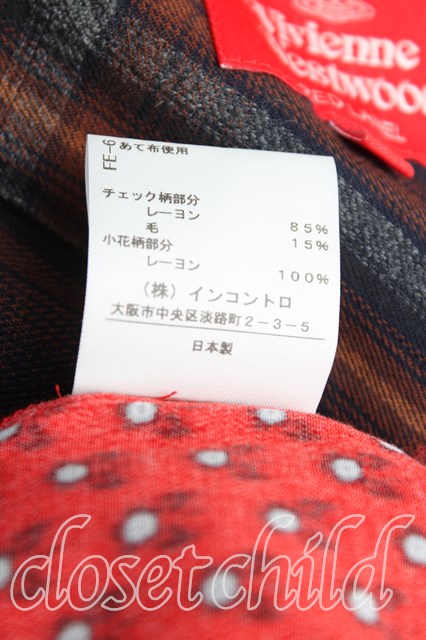 Vivienne
Westwood
RED LABEL
FE-6
あて布使用
チェック柄部分
レーヨン
毛 85%
小花柄部分 15%
レーヨン
100%
(株)インコントロ
大阪市中央区淡路町2-3-5
日本製
closet child